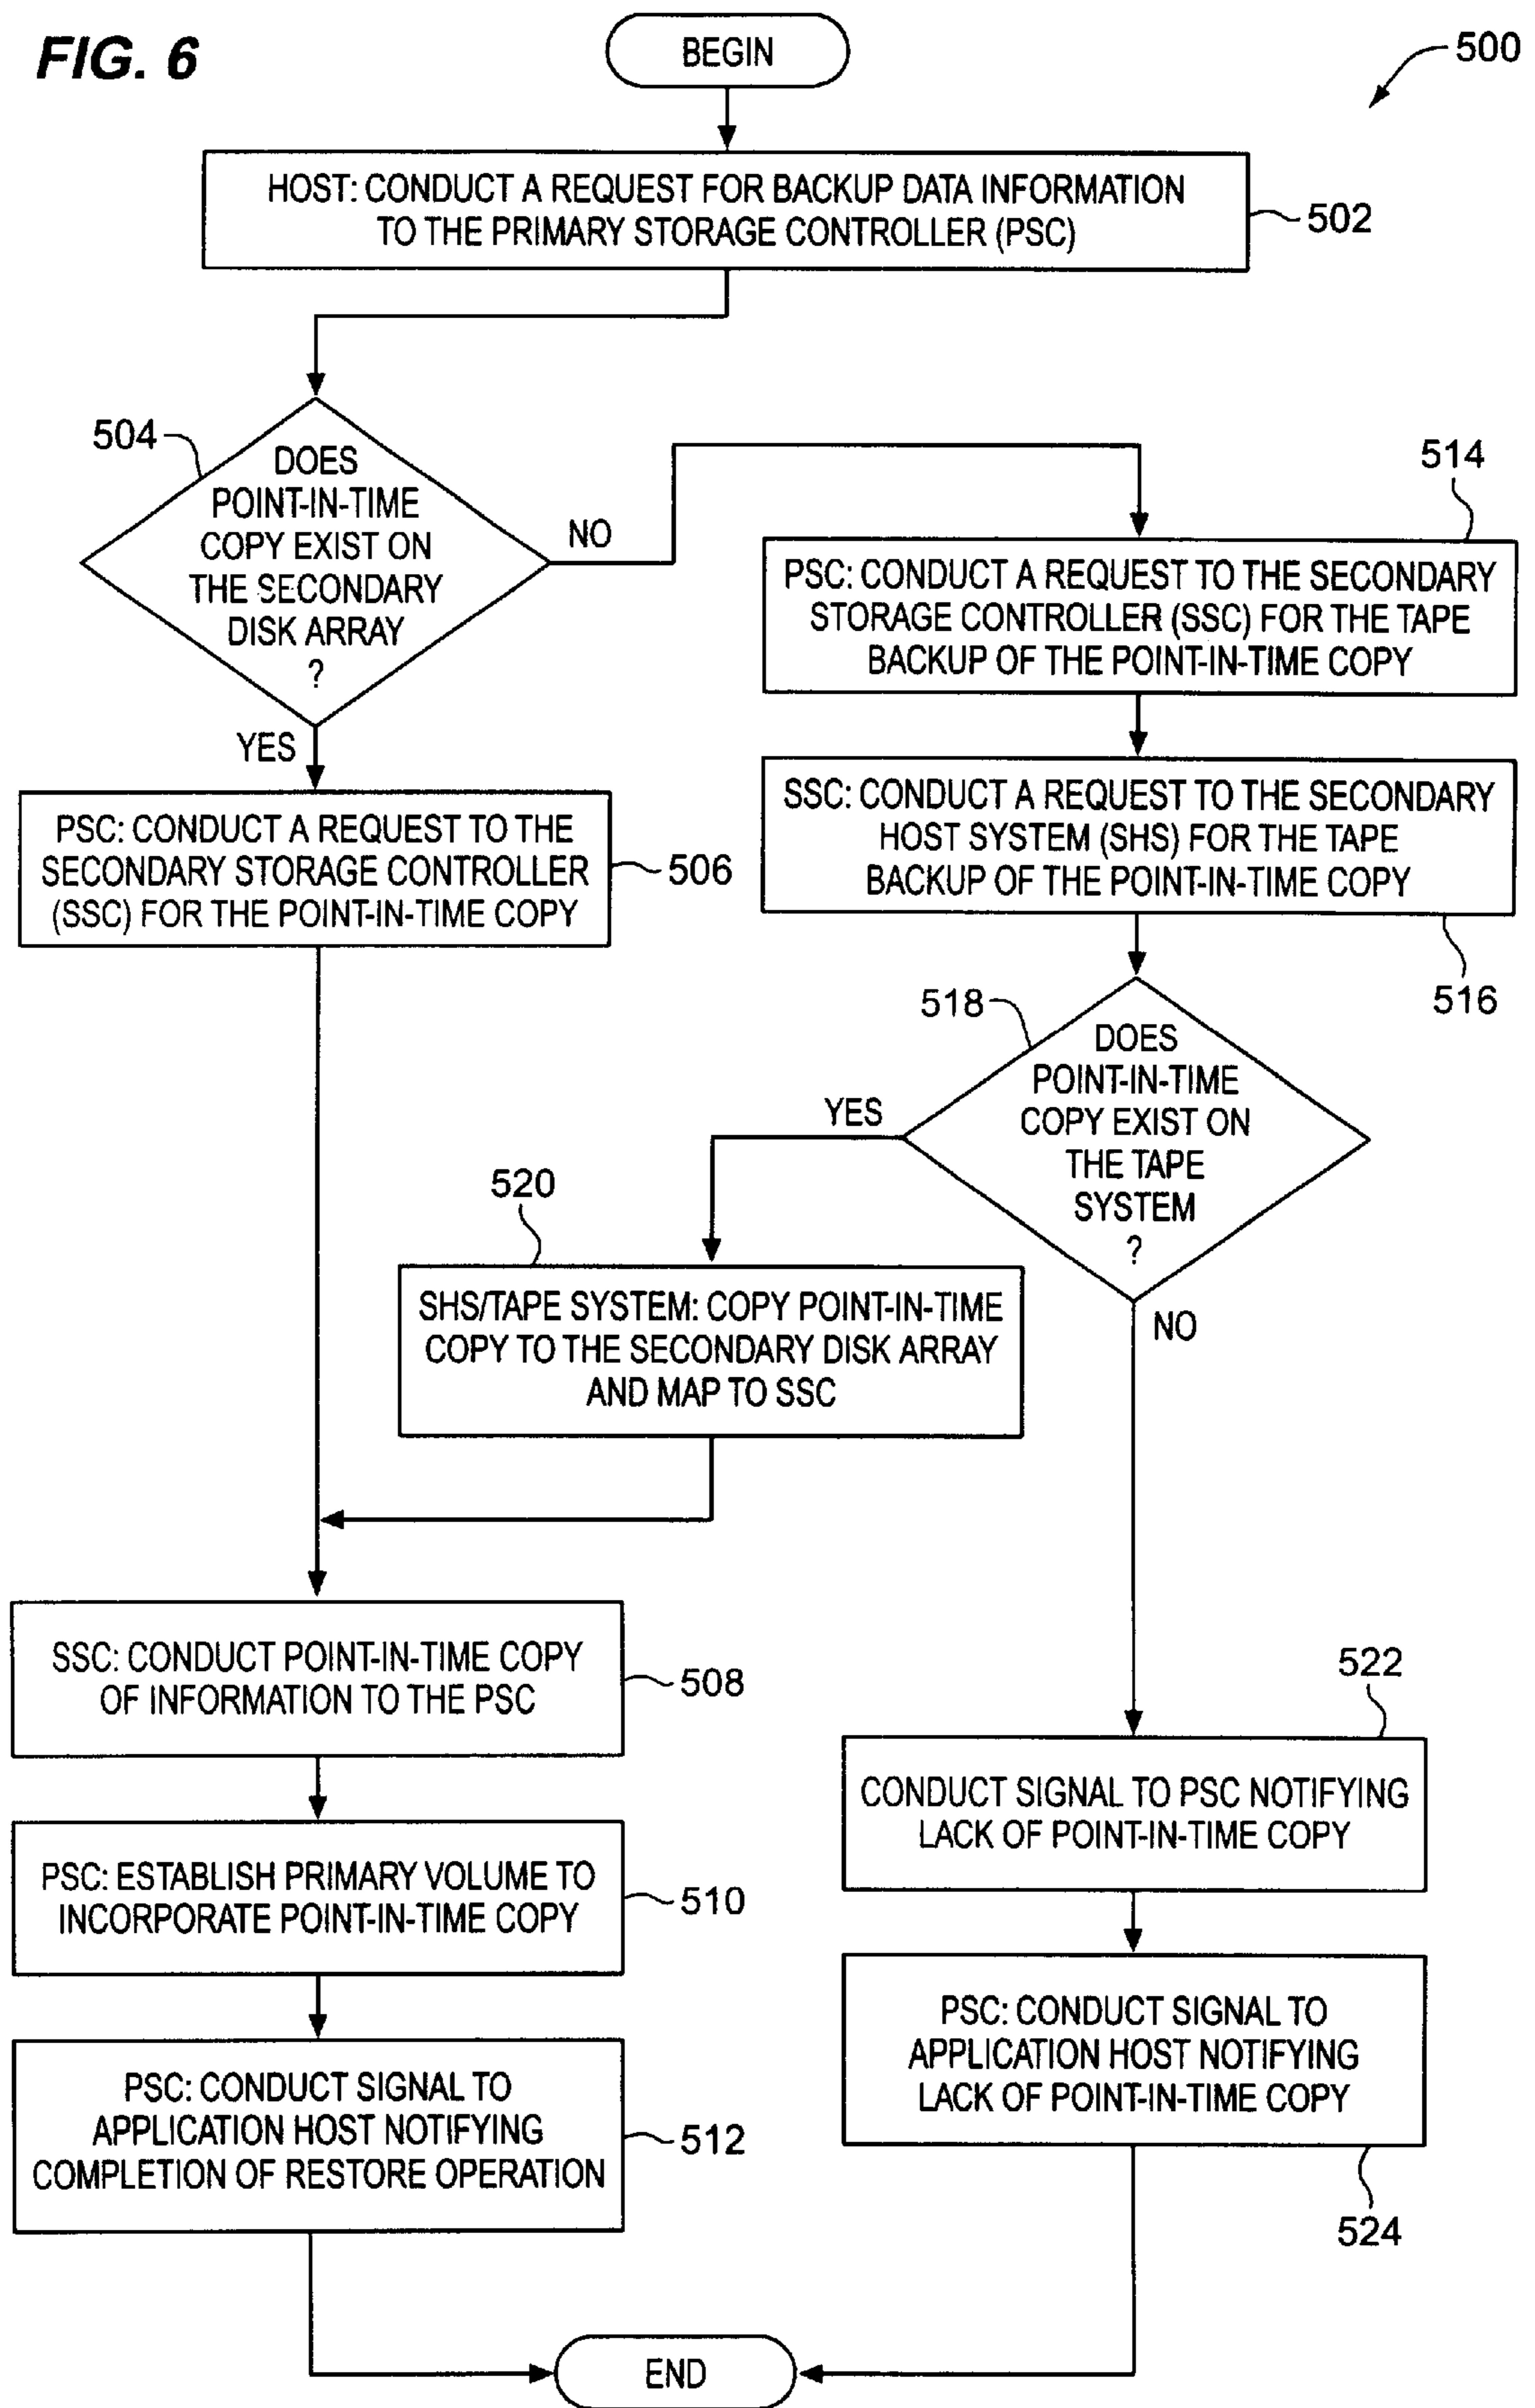 FIG. 6
BEGIN
500
HOST: CONDUCT A REQUEST FOR BACKUP DATA INFORMATION
TO THE PRIMARY STORAGE CONTROLLER (PSC)
502
504
DOES
POINT-IN-TIME
COPY EXIST ON
THE SECONDARY
DISK ARRAY
?
NO
YES
514
PSC: CONDUCT A REQUEST TO THE SECONDARY
STORAGE CONTROLLER (SSC) FOR THE TAPE
BACKUP OF THE POINT-IN-TIME COPY
PSC: CONDUCT A REQUEST TO THE
SECONDARY STORAGE CONTROLLER
(SSC) FOR THE POINT-IN-TIME COPY
506
SSC: CONDUCT A REQUEST TO THE SECONDARY
HOST SYSTEM (SHS) FOR THE TAPE
BACKUP OF THE POINT-IN-TIME COPY
516
518
DOES
POINT-IN-TIME
COPY EXIST ON
THE TAPE
SYSTEM
?
YES
NO
520
SHS/TAPE SYSTEM: COPY POINT-IN-TIME
COPY TO THE SECONDARY DISK ARRAY
AND MAP TO SSC
SSC: CONDUCT POINT-IN-TIME COPY
OF INFORMATION TO THE PSC
508
522
CONDUCT SIGNAL TO PSC NOTIFYING
LACK OF POINT-IN-TIME COPY
PSC: ESTABLISH PRIMARY VOLUME TO
INCORPORATE POINT-IN-TIME COPY
510
PSC: CONDUCT SIGNAL TO
APPLICATION HOST NOTIFYING
LACK OF POINT-IN-TIME COPY
524
PSC: CONDUCT SIGNAL TO
APPLICATION HOST NOTIFYING
COMPLETION OF RESTORE OPERATION
512
END